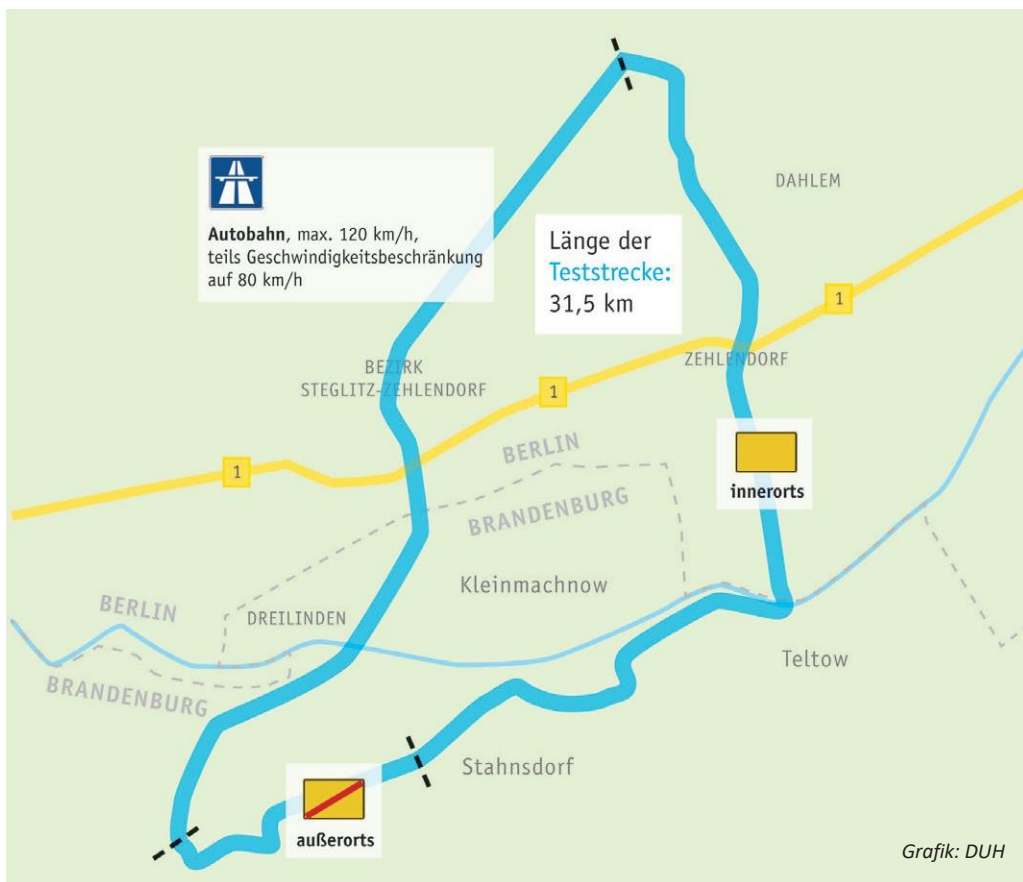 DAHLEM
Autobahn, max. 120 km/h,
teils Geschwindigkeitsbeschränkung
auf 80 km/h
Länge der
Teststrecke:
31,5 km
1
ZEHLENDORF
BEZIRK
STEGLITZ-ZEHLENDORF
1
1
BERLIN
BRANDENBURG
innerorts
Kleinmachnow
BERLIN
DREILINDEN
BRANDENBURG
Teltow
Stahnsdorf
außerorts
Grafik: DUH